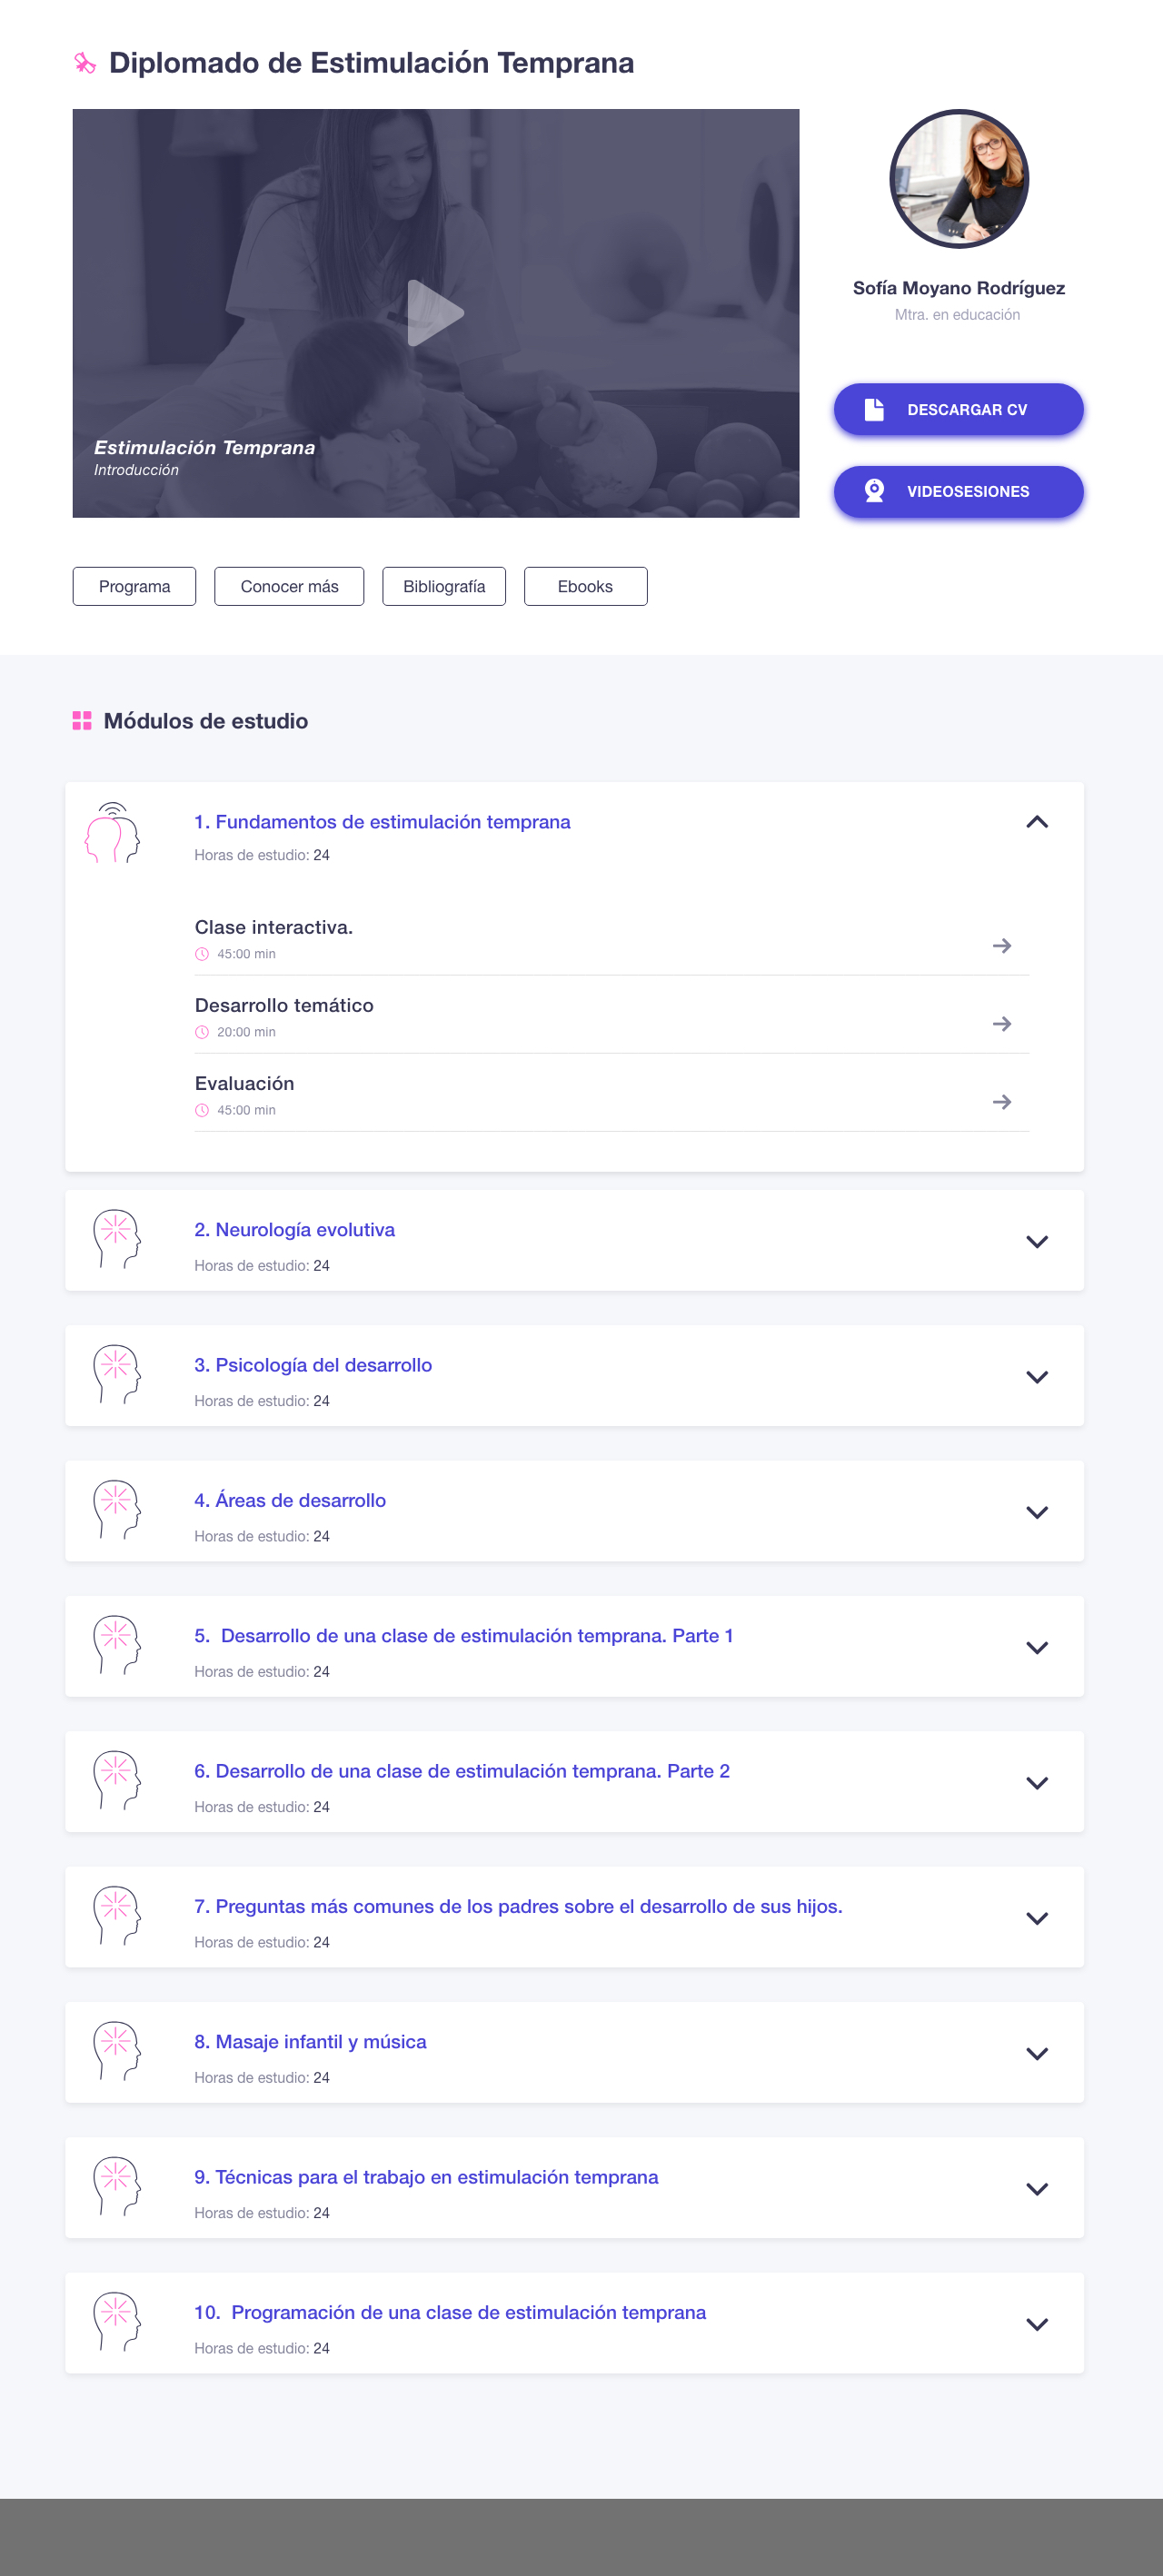 Diplomado de Estimulación Temprana
Estimulación Temprana
Introducción
Sofía Moyano Rodríguez
Mtra. en educación
DESCARGAR CV
VIDEOSESIONES
Programa
Conocer más
Bibliografía
Ebooks
Módulos de estudio
1. Fundamentos de estimulación temprana
Horas de estudio: 24
Clase interactiva.
45:00 min
Desarrollo temático
20:00 min
Evaluación
45:00 min
2. Neurología evolutiva
Horas de estudio: 24
3. Psicología del desarrollo
Horas de estudio: 24
4. Áreas de desarrollo
Horas de estudio: 24
5. Desarrollo de una clase de estimulación temprana. Parte 1
Horas de estudio: 24
6. Desarrollo de una clase de estimulación temprana. Parte 2
Horas de estudio: 24
7. Preguntas más comunes de los padres sobre el desarrollo de sus hijos.
Horas de estudio: 24
8. Masaje infantil y música
Horas de estudio: 24
9. Técnicas para el trabajo en estimulación temprana
Horas de estudio: 24
10. Programación de una clase de estimulación temprana
Horas de estudio: 24